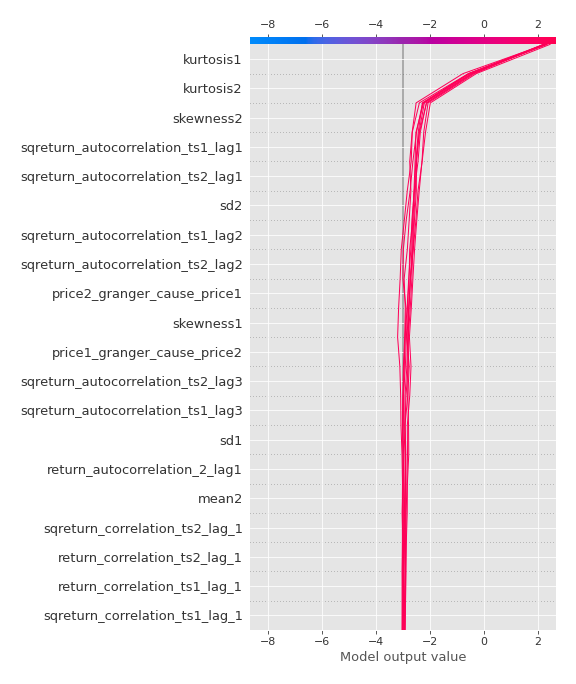 −8 −6 −4 −2 0 2
kurtosis1
kurtosis2
skewness2
sqreturn_autocorrelation_ts1_lag1
sqreturn_autocorrelation_ts2_lag1
sd2
sqreturn_autocorrelation_ts1_lag2
sqreturn_autocorrelation_ts2_lag2
price2_granger_cause_price1
skewness1
price1_granger_cause_price2
sqreturn_autocorrelation_ts2_lag3
sqreturn_autocorrelation_ts1_lag3
sd1
return_autocorrelation_2_lag1
mean2
sqreturn_correlation_ts2_lag_1
return_correlation_ts2_lag_1
return_correlation_ts1_lag_1
sqreturn_correlation_ts1_lag_1
−8 −6 −4 −2 0 2
Model output value